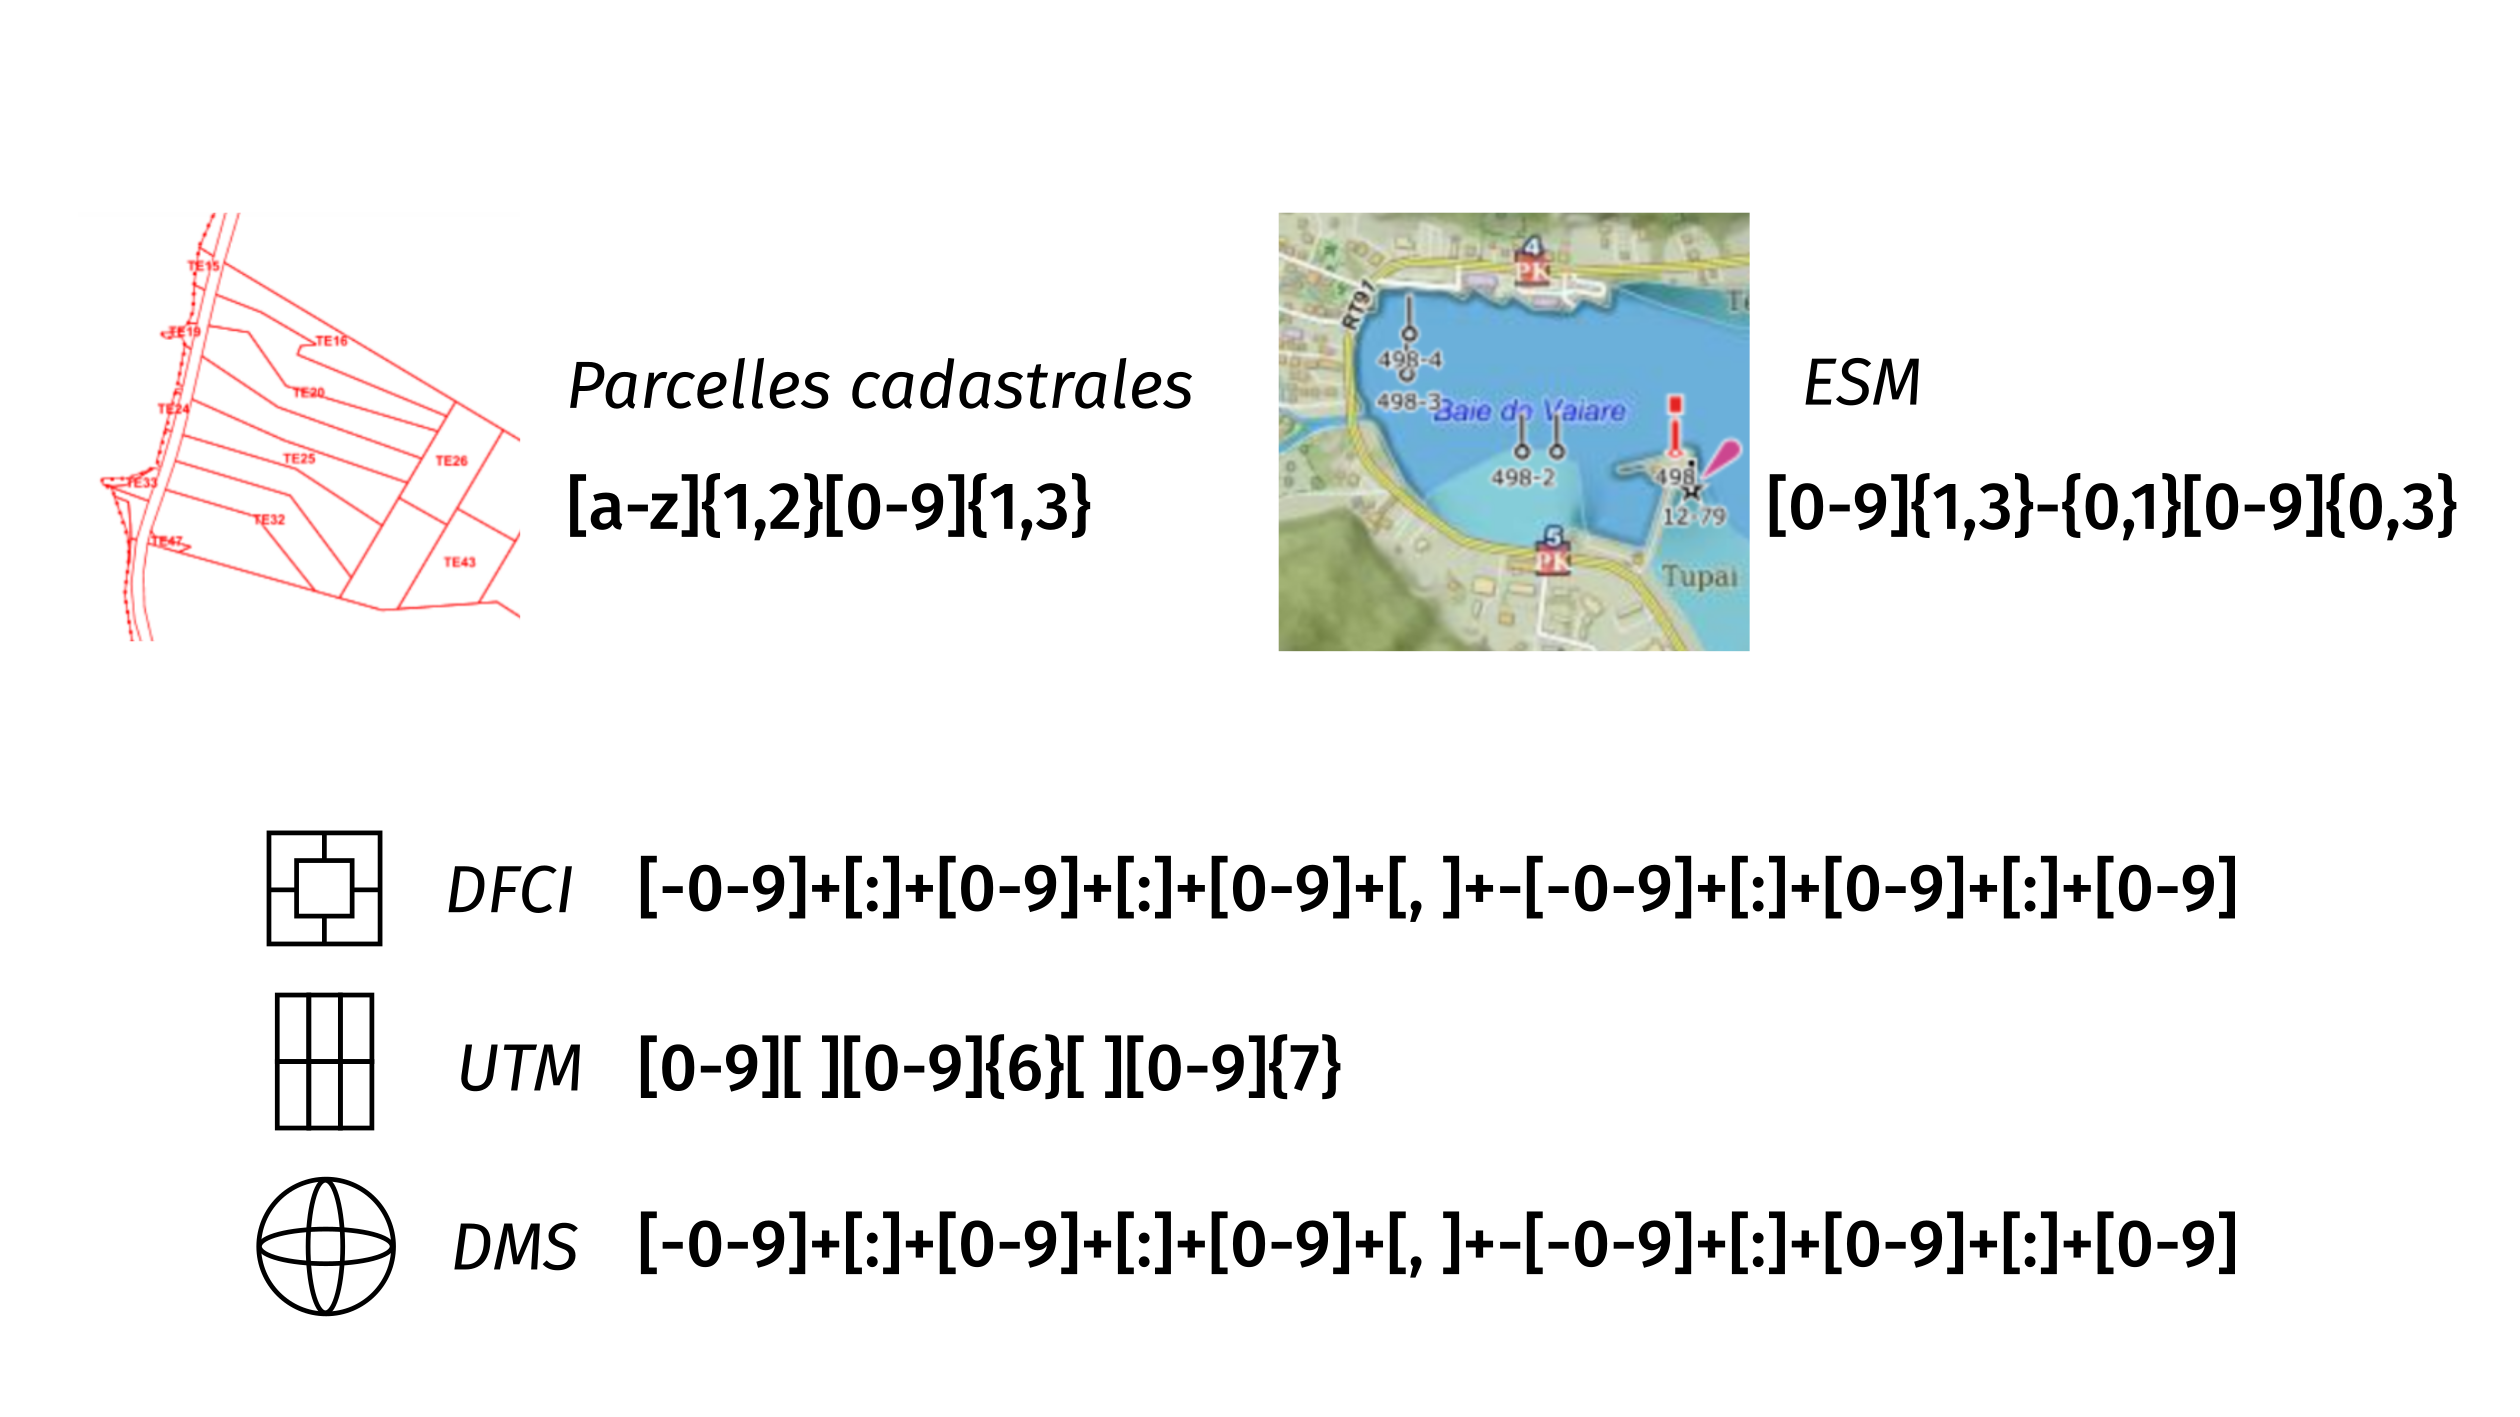 TE15
TE19
TE16
TE20
TE24
TE25
TE26
TE33
TE32
TE47
TE43
Parcelles cadastrales
[a-z]{1,2}[0-9]{1,3}
4
PK
RT91
498-4
498-3
Baie de Vaiare
498-2
498
12-79
5
PK
Tupai
ESM
[0-9]{1,3}-{0,1}[0-9]{0,3}
DFCI
[-0-9]+[:]+[0-9]+[:]+[0-9]+[, ]+-[-0-9]+[:]+[0-9]+[:]+[0-9]
UTM
[0-9][ ][0-9]{6}[ ][0-9]{7}
DMS
[-0-9]+[:]+[0-9]+[:]+[0-9]+[, ]+-[-0-9]+[:]+[0-9]+[:]+[0-9]